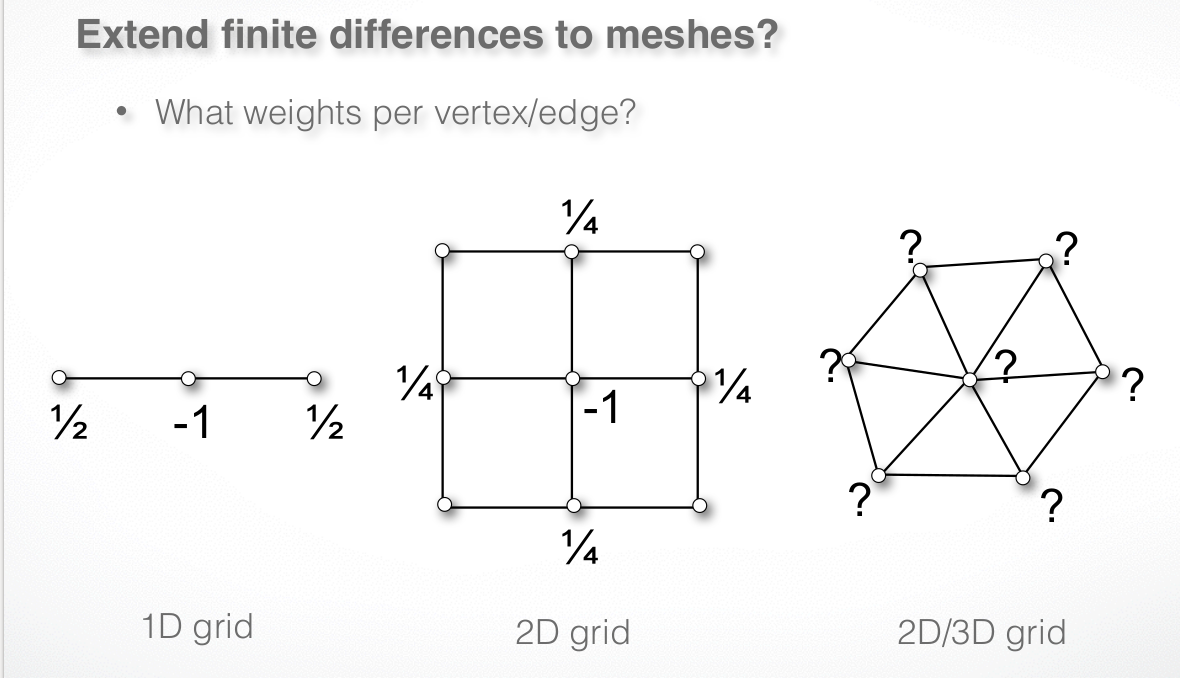 Extend finite differences to meshes?
• What weights per vertex/edge?
½ -1 ½
¼
¼ -1 ¼
¼
? ?
? ? ?
? ?
1D grid
2D grid
2D/3D grid